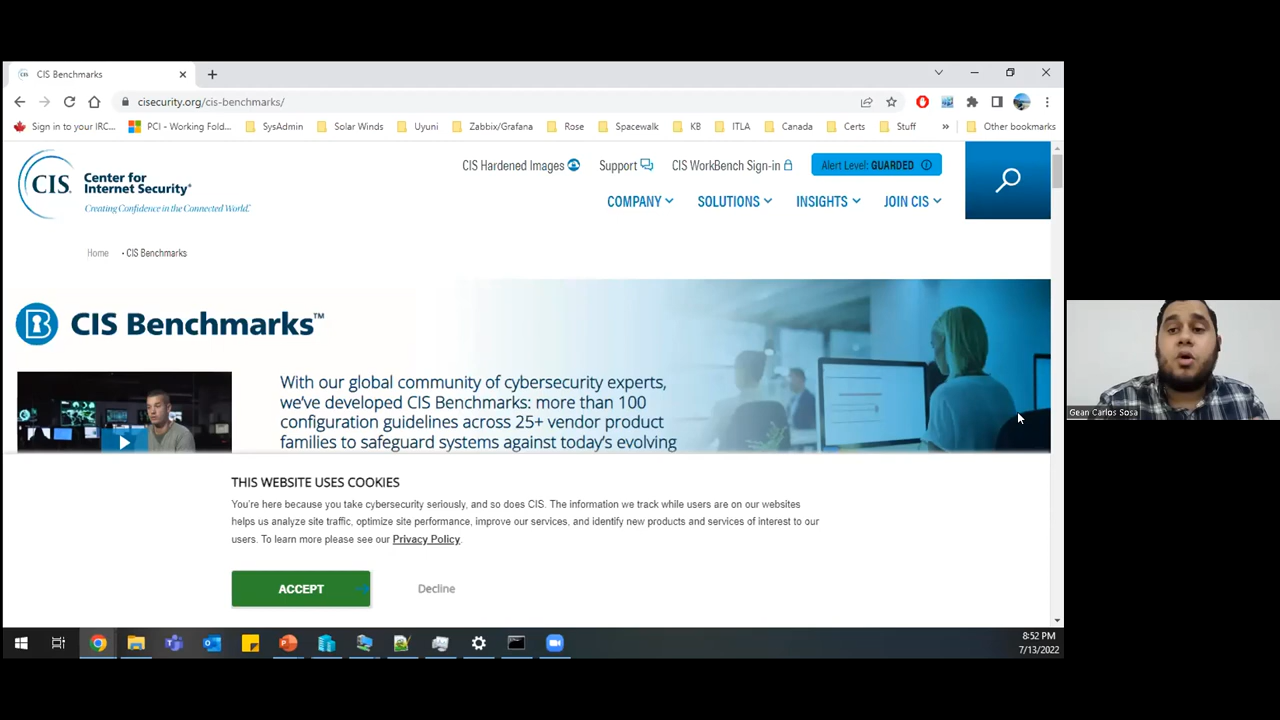 CIS Benchmarks
cisecurity.org/cis-benchmarks/
Sign in to your IRC... PCI - Working Fold... SysAdmin Solar Winds Uyuni Zabbix/Grafana Rose Spacewalk KB ITLA Canada Certs Stuff » Other bookmarks
CIS Hardened Images Support CIS WorkBench Sign-in Alert Level: GUARDED
CIS Center for
Internet Security®
Creating Confidence in the Connected World.™
COMPANY SOLUTIONS INSIGHTS JOIN CIS
Home • CIS Benchmarks
CIS Benchmarks™
With our global community of cybersecurity experts,
we've developed CIS Benchmarks: more than 100
configuration guidelines across 25+ vendor product
families to safeguard systems against today's evolving
Gean Carlos Sosa
THIS WEBSITE USES COOKIES
You're here because you take cybersecurity seriously, and so does CIS. The information we track while users are on our websites
helps us analyze site traffic, optimize site performance, improve our services, and identify new products and services of interest to our
users. To learn more please see our Privacy Policy.
ACCEPT Decline
8:52 PM
7/13/2022